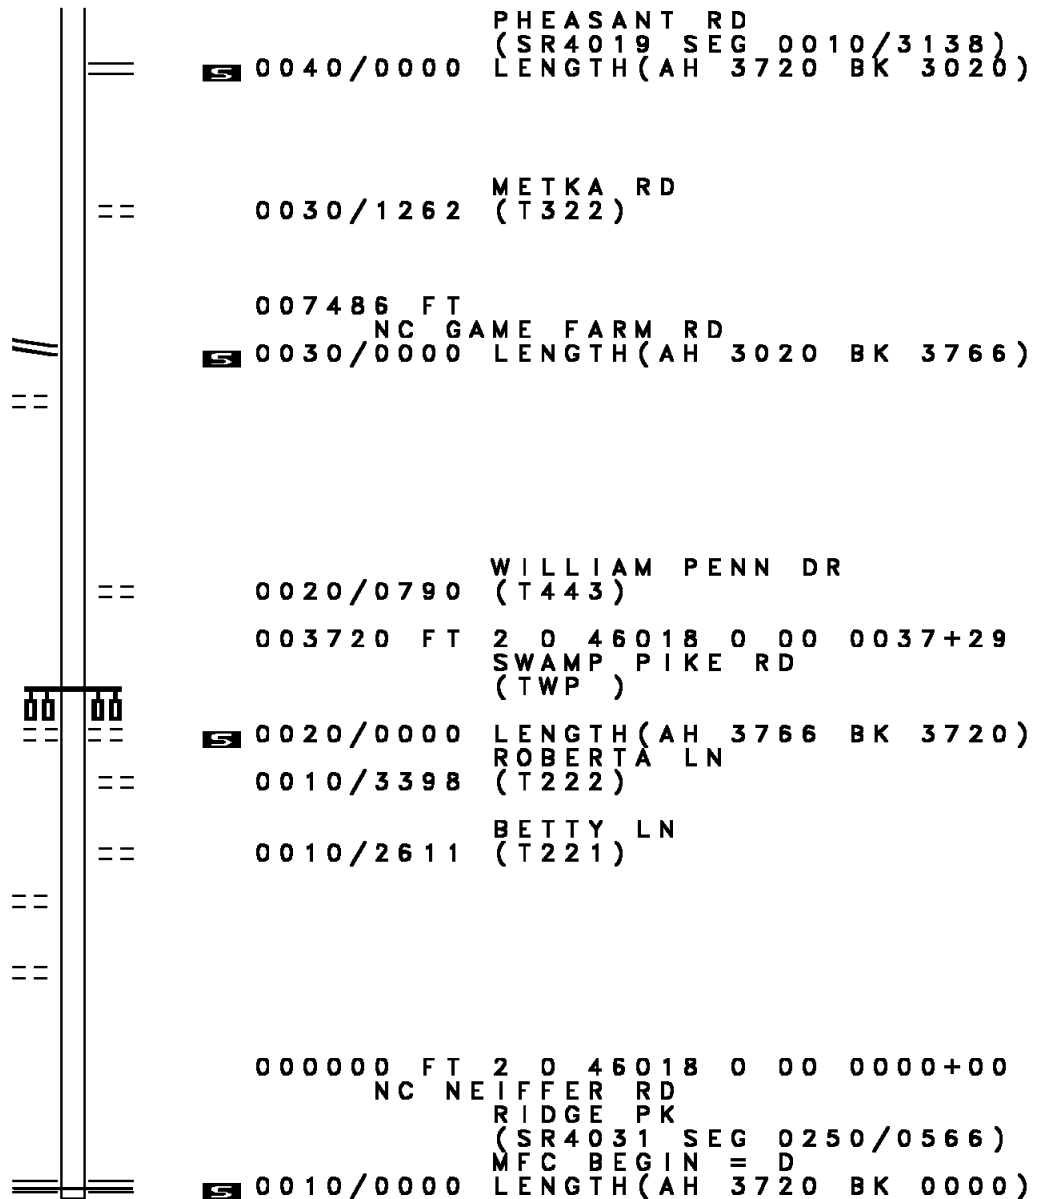 PHEASANT RD
(SR4019 SEG 0010/3138)
S 0040/0000 LENGTH(AH 3720 BK 3020)
METKA RD
0030/1262 (T322)
007486 FT
NC GAME FARM RD
S 0030/0000 LENGTH(AH 3020 BK 3766)
WILLIAM PENN DR
0020/0790 (T443)
003720 FT 2 0 46018 0 00 0037+29
SWAMP PIKE RD
(TWP )
S 0020/0000 LENGTH(AH 3766 BK 3720)
ROBERTA LN
0010/3398 (T222)
BETTY LN
0010/2611 (T221)
000000 FT 2 0 46018 0 00 0000+00
NC NEIFFER RD
RIDGE PK
(SR4031 SEG 0250/0566)
MFC BEGIN = D
S 0010/0000 LENGTH(AH 3720 BK 0000)